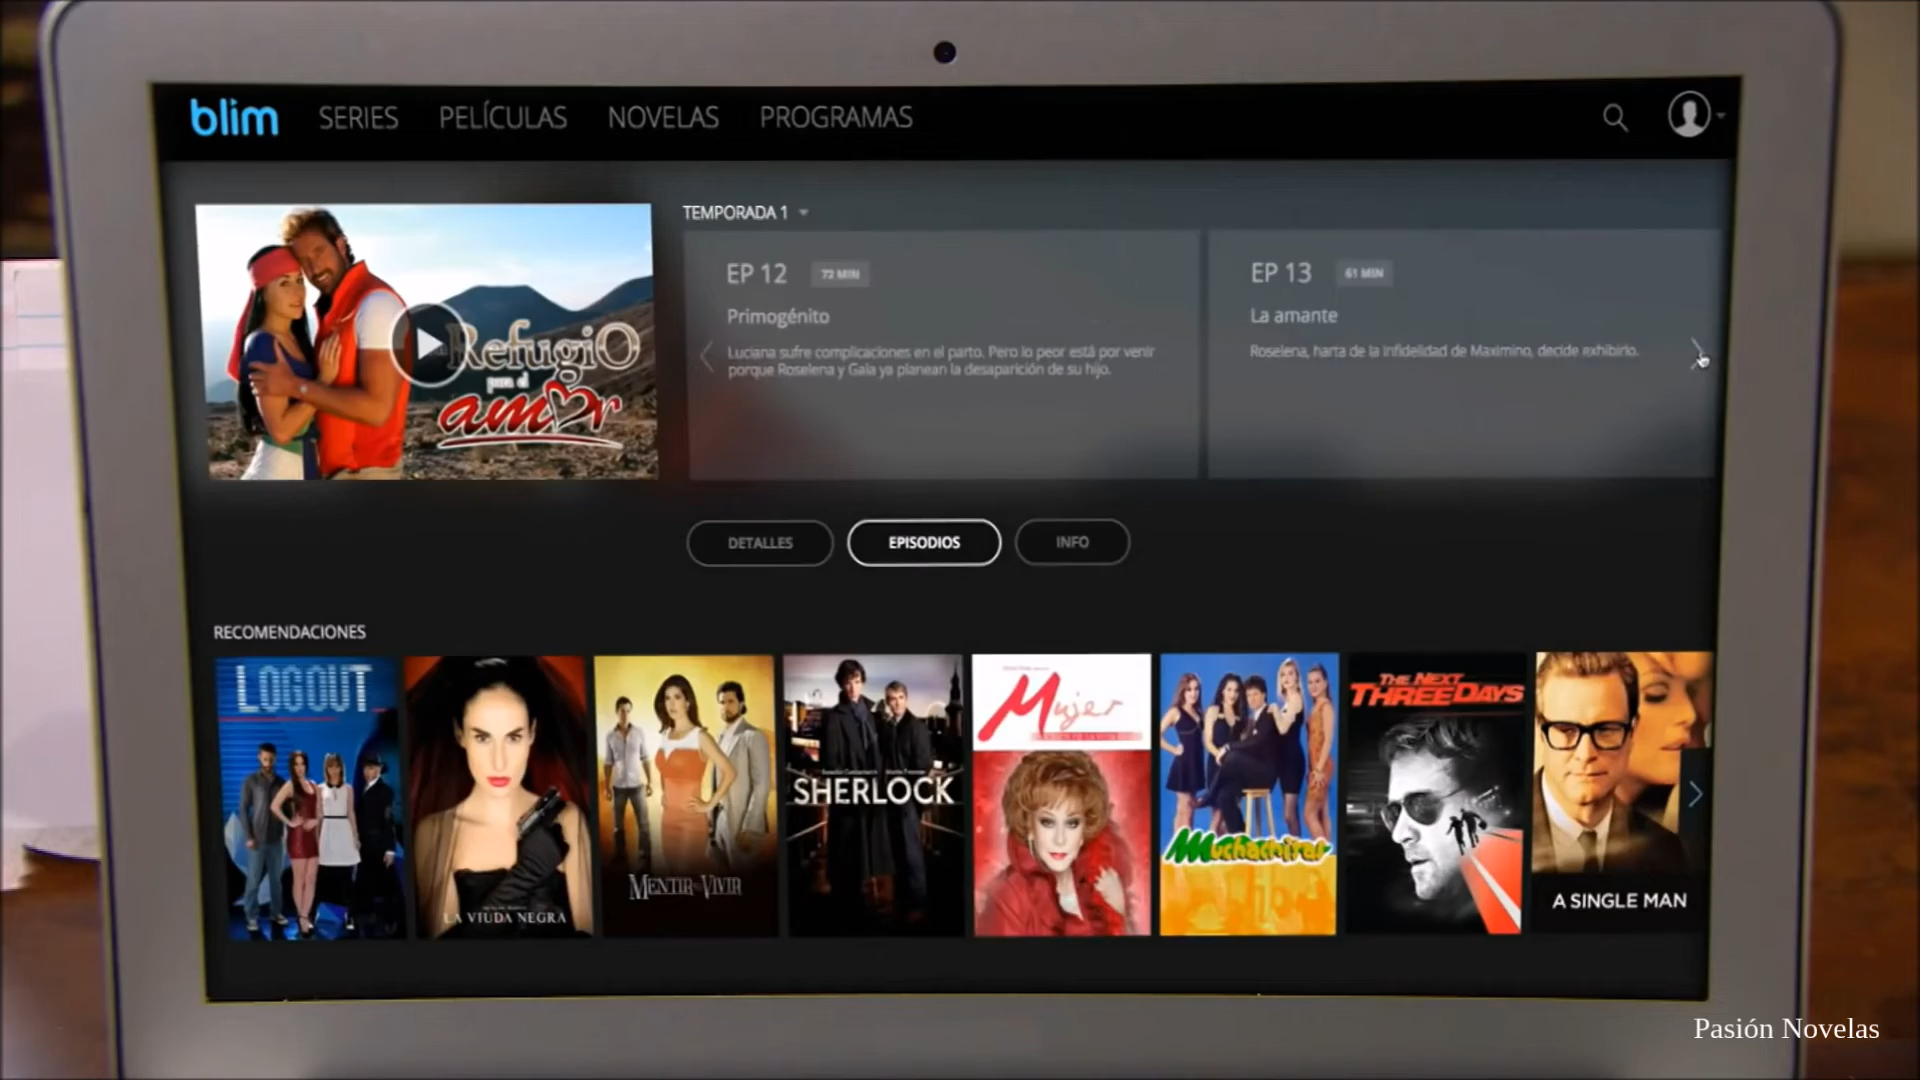 blim SERIES PELÍCULAS NOVELAS PROGRAMAS
TEMPORADA 1
EP 12 72 MIN
Primogénito
Luciana sufre complicaciones en el parto. Pero lo peor está por venir
porque Roselena y Gala ya planean la desaparición de su hijo.
EP 13 61 MIN
La amante
Roselena, harta de la infidelidad de Maximino, decide exhibirlo.
Refugio
para el
amor
DETALLES EPISODIOS INFO
RECOMENDACIONES
LOGOUT
LA VIUDA NEGRA
MENTIR PARA VIVIR
SHERLOCK
Mujer
Muchachitas
THE NEXT
THREE DAYS
A SINGLE MAN
Pasión Novelas